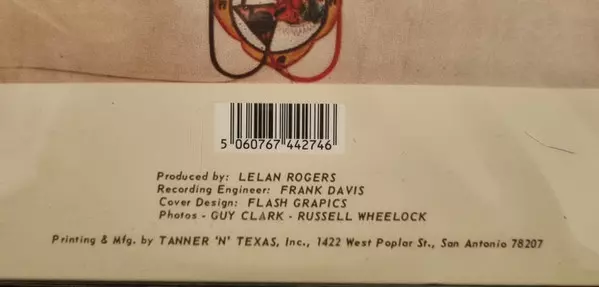 5 060767 442746
Produced by: LELAN ROGERS
Recording Engineer: FRANK DAVIS
Cover Design: FLASH GRAPICS
Photos - GUY CLARK - RUSSELL WHEELOCK
Printing & Mfg. by TANNER 'N' TEXAS, Inc., 1422 West Poplar St., San Antonio 78207